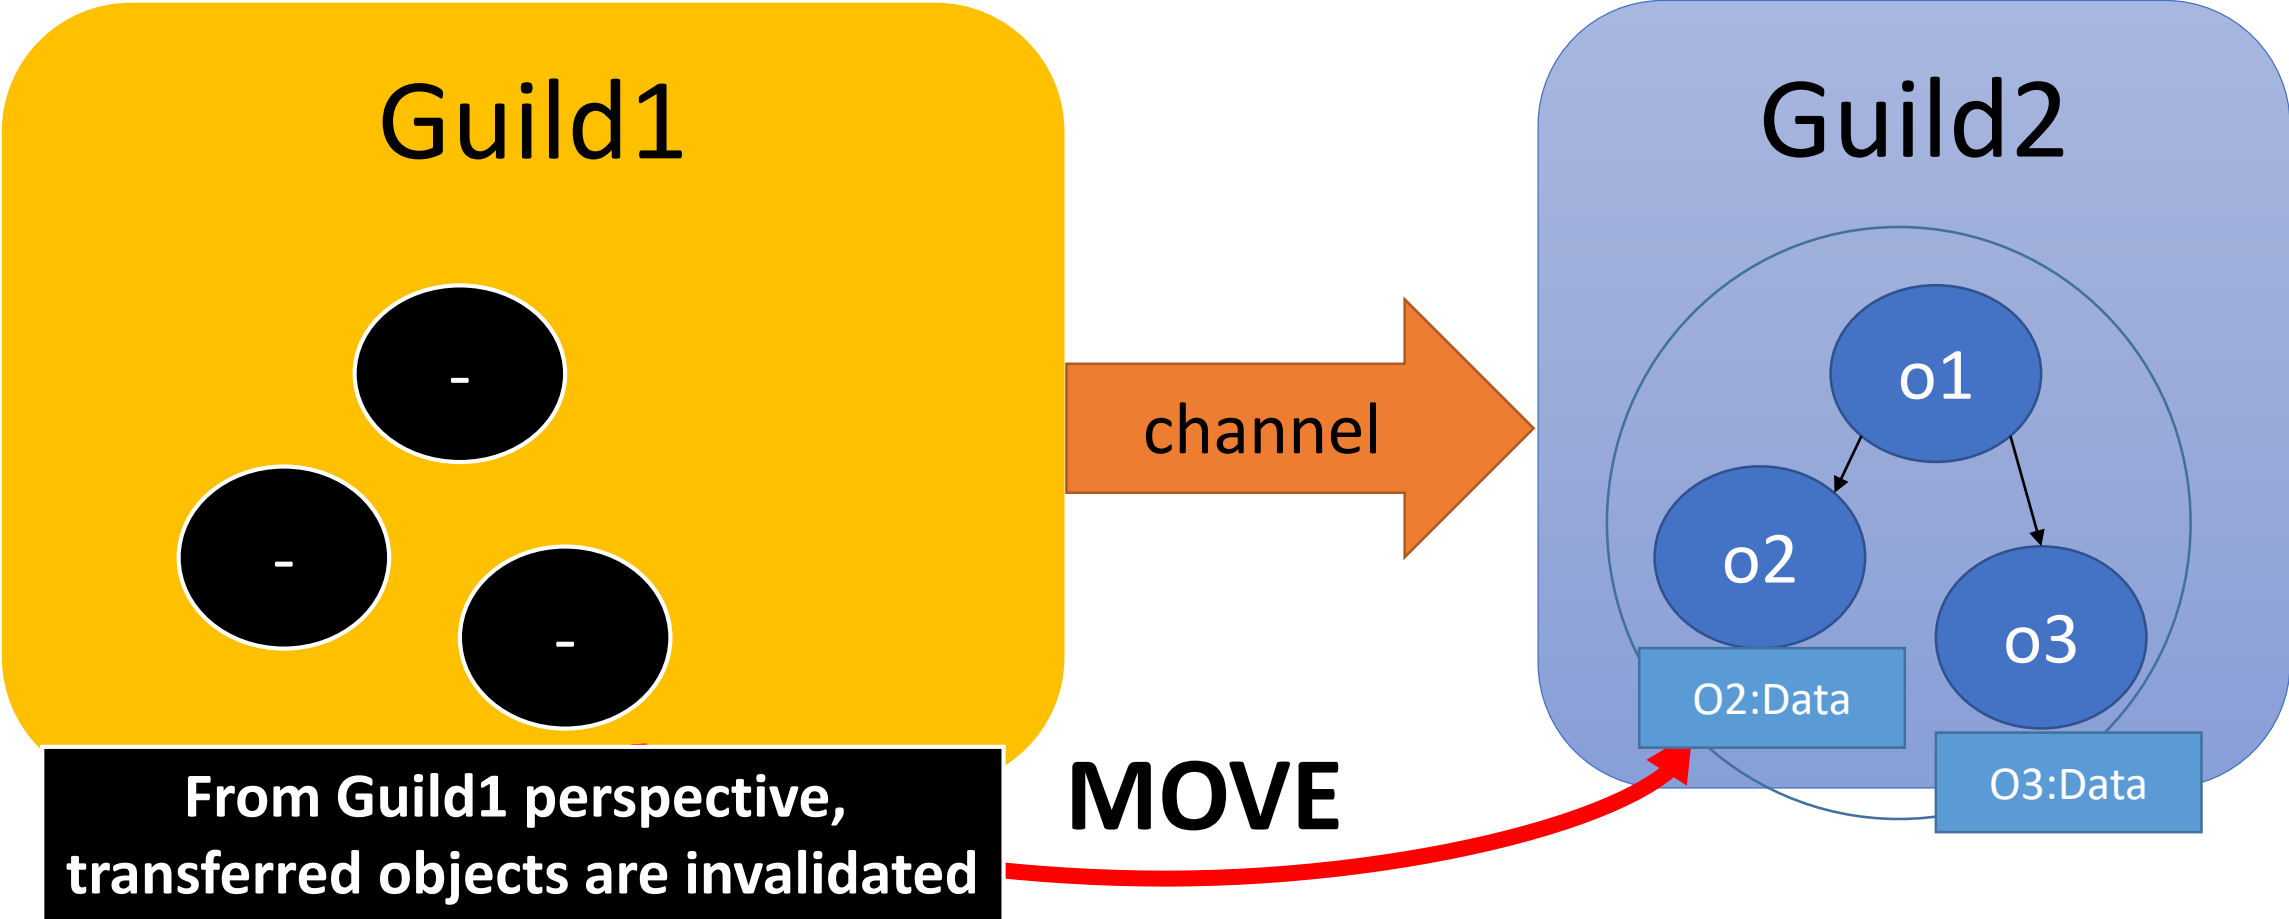 Guild1
Guild2
-
-
-
channel
o1
o2
o3
O2:Data
O3:Data
MOVE
From Guild1 perspective,
transferred objects are invalidated